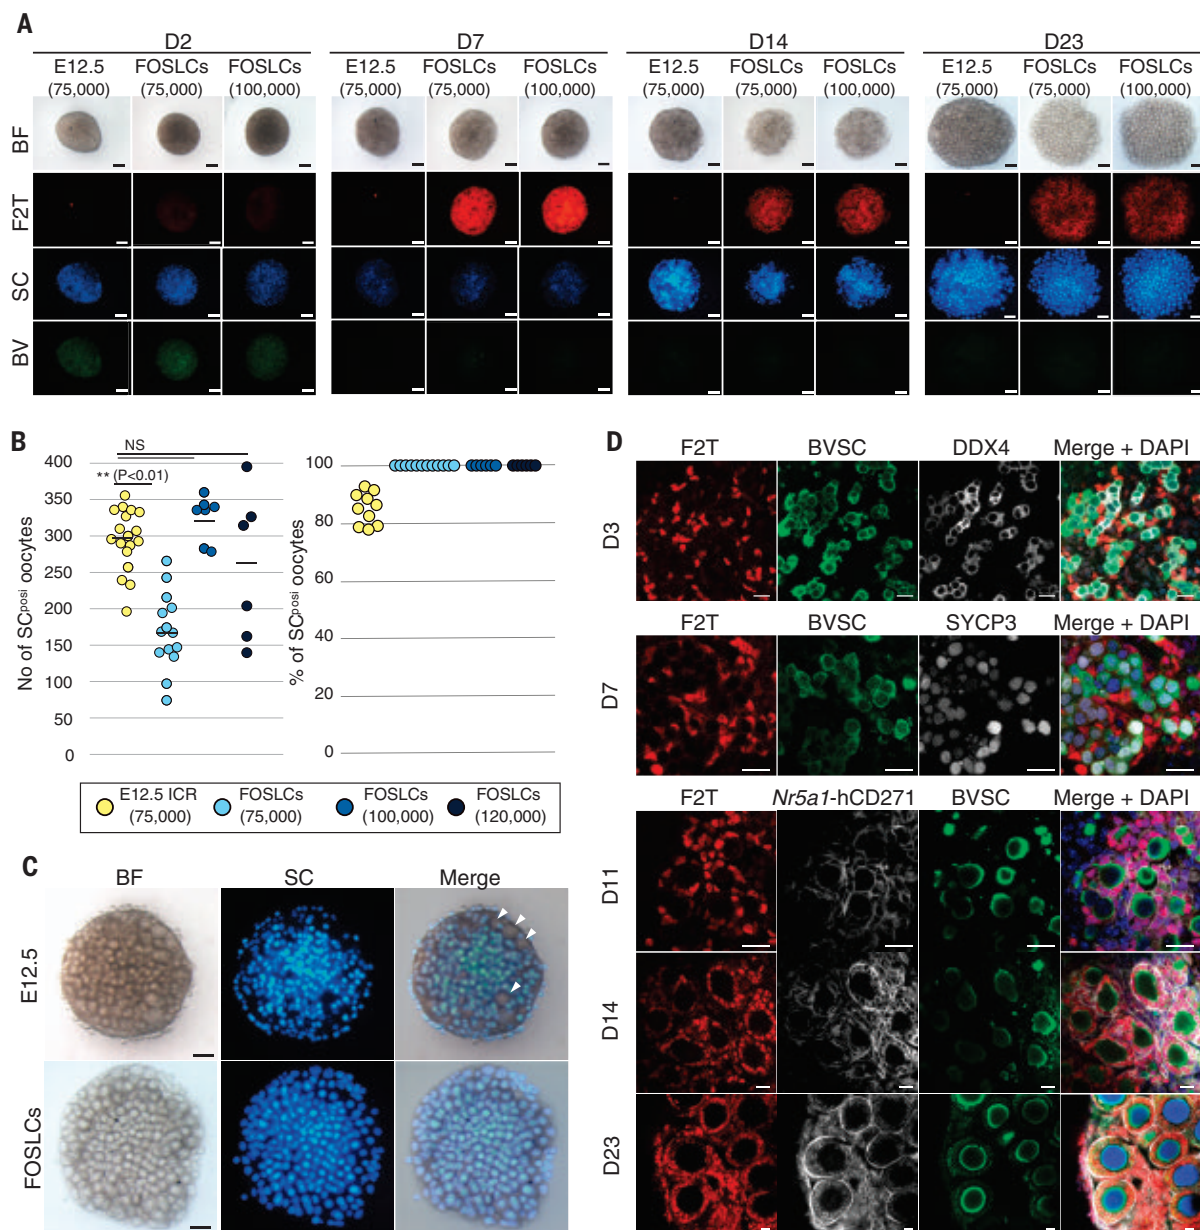 A
D2 D7 D14 D23
E12.5 FOSLCs FOSLCs E12.5 FOSLCs FOSLCs E12.5 FOSLCs FOSLCs E12.5 FOSLCs FOSLCs
(75,000) (75,000) (100,000) (75,000) (75,000) (100,000) (75,000) (75,000) (100,000) (75,000) (75,000) (100,000)
BF
F2T
SC
BV
B
NS
** (P<0.01)
No of SCposi oocytes
400
350
300
250
200
150
100
50
0
% of SCposi oocytes
100
80
60
40
20
0
E12.5 ICR FOSLCs FOSLCs FOSLCs
(75,000) (75,000) (100,000) (120,000)
C
BF SC Merge
E12.5
FOSLCs
D
F2T BVSC DDX4 Merge + DAPI
D3
F2T BVSC SYCP3 Merge + DAPI
D7
F2T Nr5a1-hCD271 BVSC Merge + DAPI
D11
D14
D23